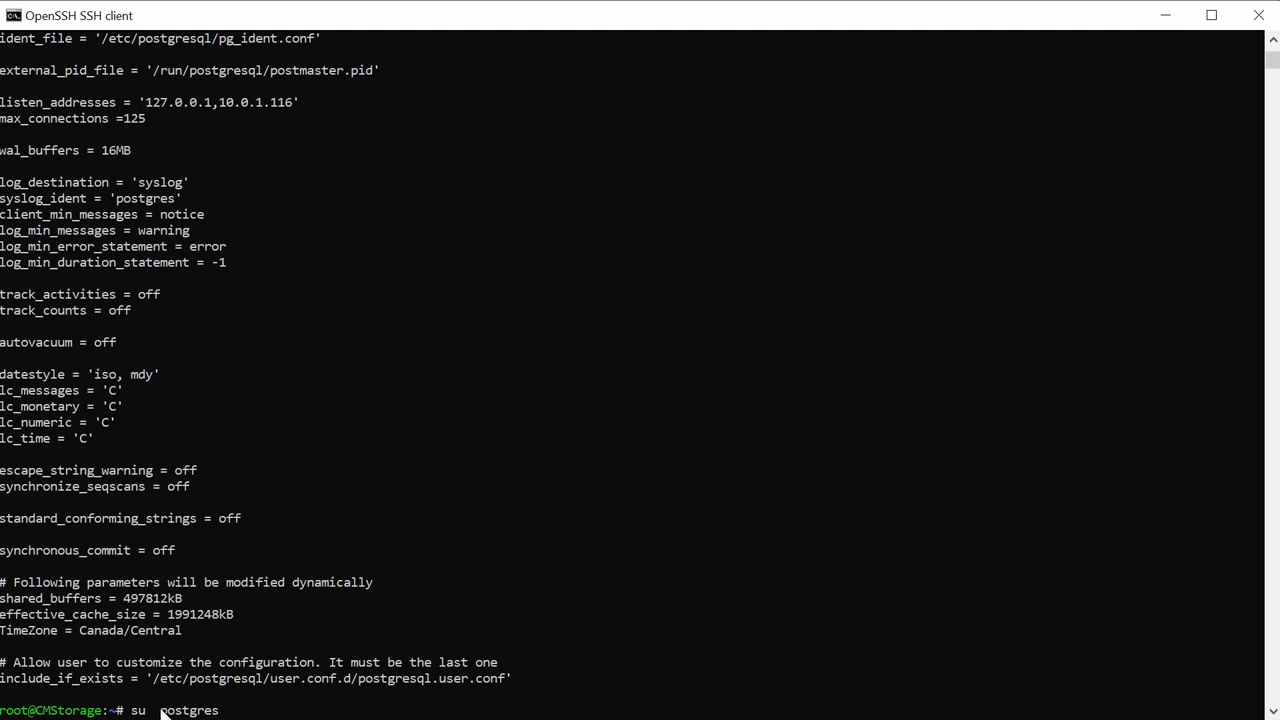 OpenSSH SSH client
ident_file = '/etc/postgresql/pg_ident.conf'
external_pid_file = '/run/postgresql/postmaster.pid'
listen_addresses = '127.0.0.1,10.0.1.116'
max_connections =125
wal_buffers = 16MB
log_destination = 'syslog'
syslog_ident = 'postgres'
client_min_messages = notice
log_min_messages = warning
log_min_error_statement = error
log_min_duration_statement = -1
track_activities = off
track_counts = off
autovacuum = off
datestyle = 'iso, mdy'
lc_messages = 'C'
lc_monetary = 'C'
lc_numeric = 'C'
lc_time = 'C'
escape_string_warning = off
synchronize_seqscans = off
standard_conforming_strings = off
synchronous_commit = off
# Following parameters will be modified dynamically
shared_buffers = 497812kB
effective_cache_size = 1991248kB
TimeZone = Canada/Central
# Allow user to customize the configuration. It must be the last one
include_if_exists = '/etc/postgresql/user.conf.d/postgresql.user.conf'
root@CMStorage:~# su  postgres